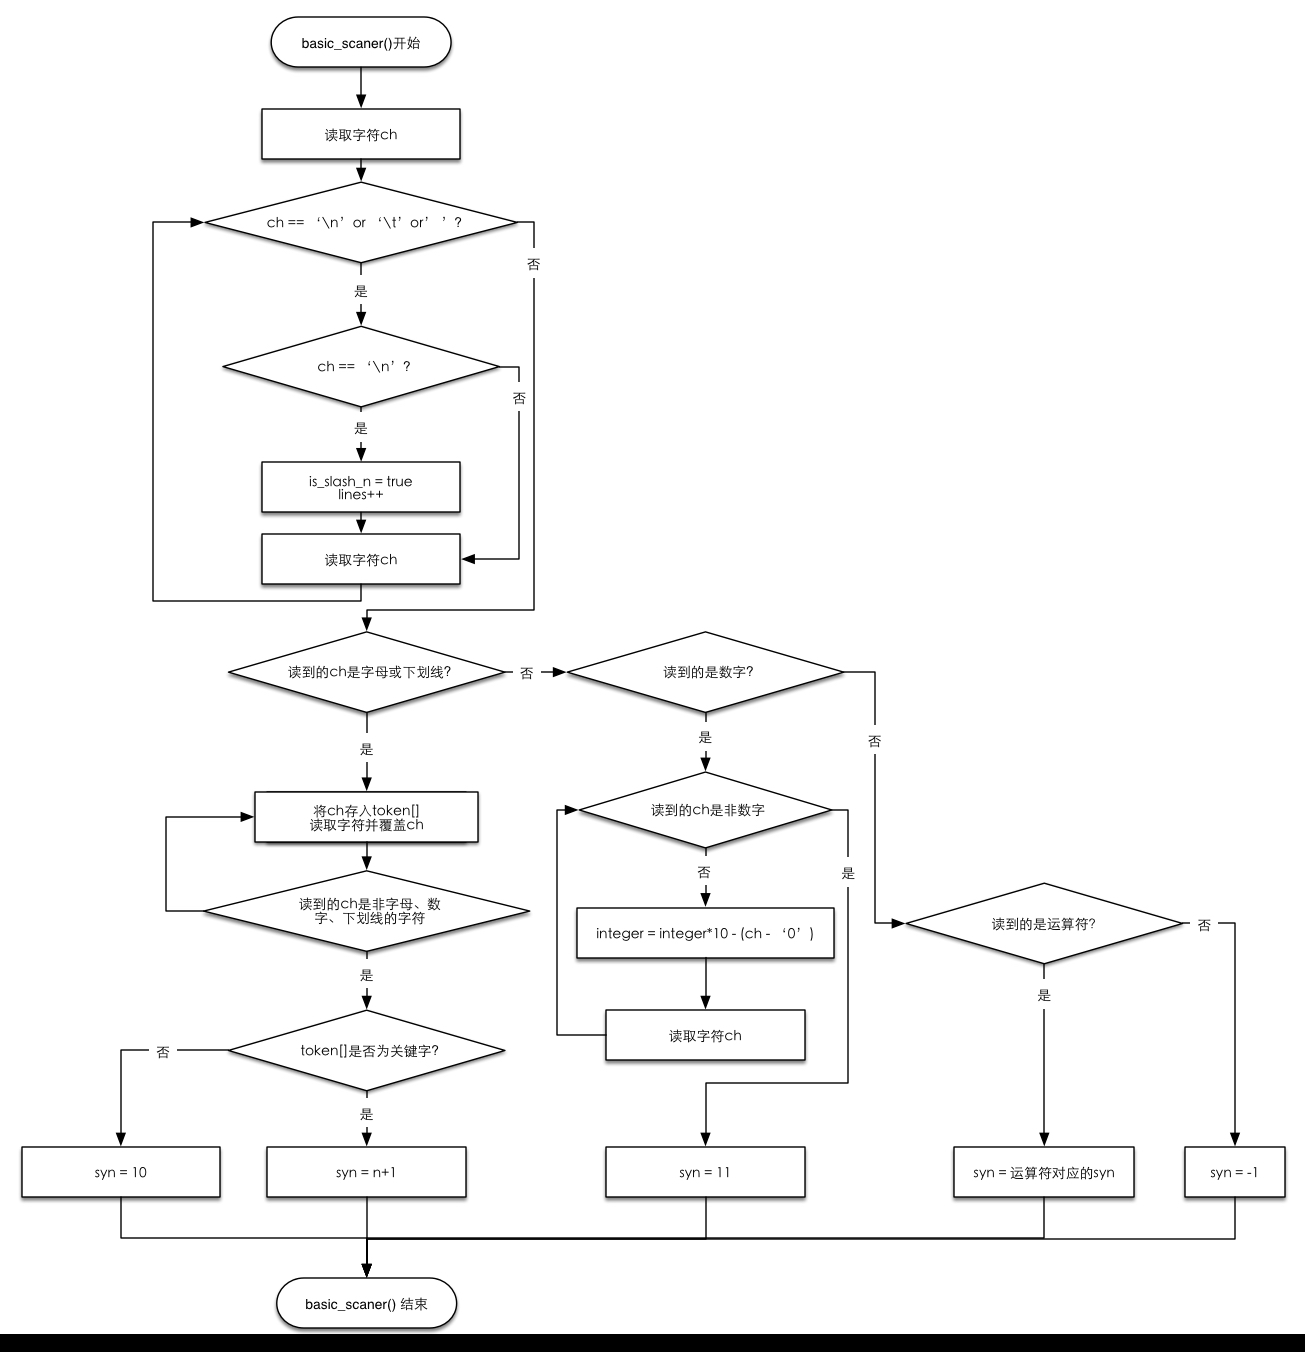 basic_scaner()开始
读取字符ch
ch == ‘\n’ or ‘\t’ or’ ’ ?
否
是
ch == ‘\n’ ?
否
是
is_slash_n = true
lines++
读取字符ch
读到的ch是字母或下划线?
否
读到的是数字?
是
是
否
将ch存入token[]
读取字符并覆盖ch
读到的ch是非数字
读到的ch是非字母、数
字、下划线的字符
否
是
读到的是运算符?
否
integer = integer*10 - (ch - ‘0’ )
是
是
读取字符ch
token[]是否为关键字?
否
是
syn = 10
syn = n+1
syn = 11
syn = 运算符对应的syn
syn = -1
basic_scaner() 结束